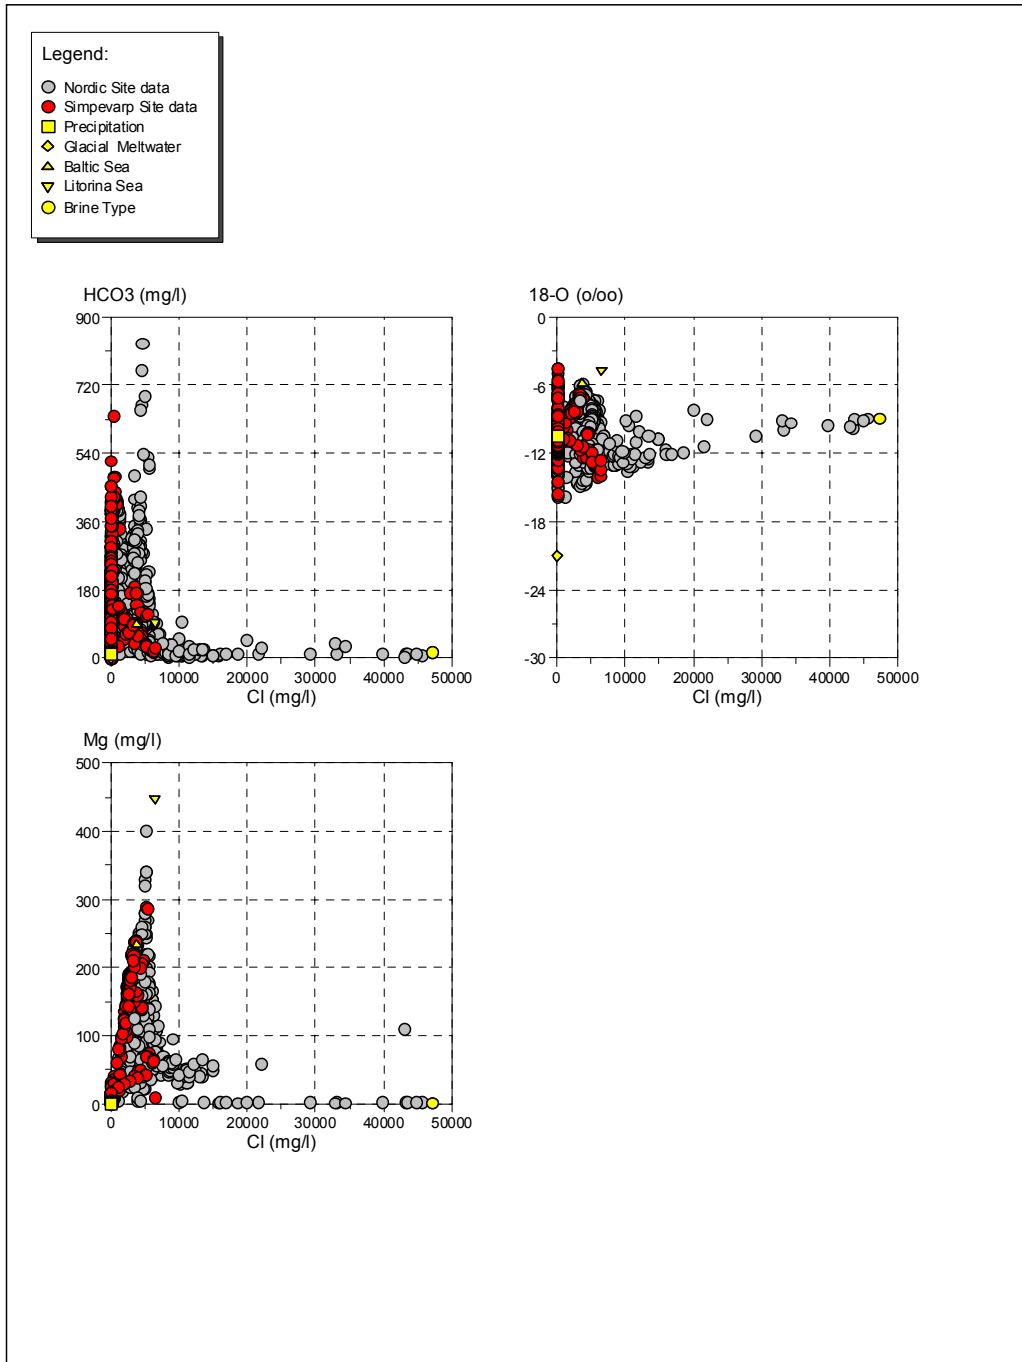 Legend:
Nordic Site data
Simpevarp Site data
Precipitation
Glacial Meltwater
Baltic Sea
Litorina Sea
Brine Type
HCO3 (mg/l)
900
720
540
360
180
0
0 10000 20000 30000 40000 50000
Cl (mg/l)
18-O (o/oo)
0
-6
-12
-18
-24
-30
0 10000 20000 30000 40000 50000
Cl (mg/l)
Mg (mg/l)
500
400
300
200
100
0
0 10000 20000 30000 40000 50000
Cl (mg/l)